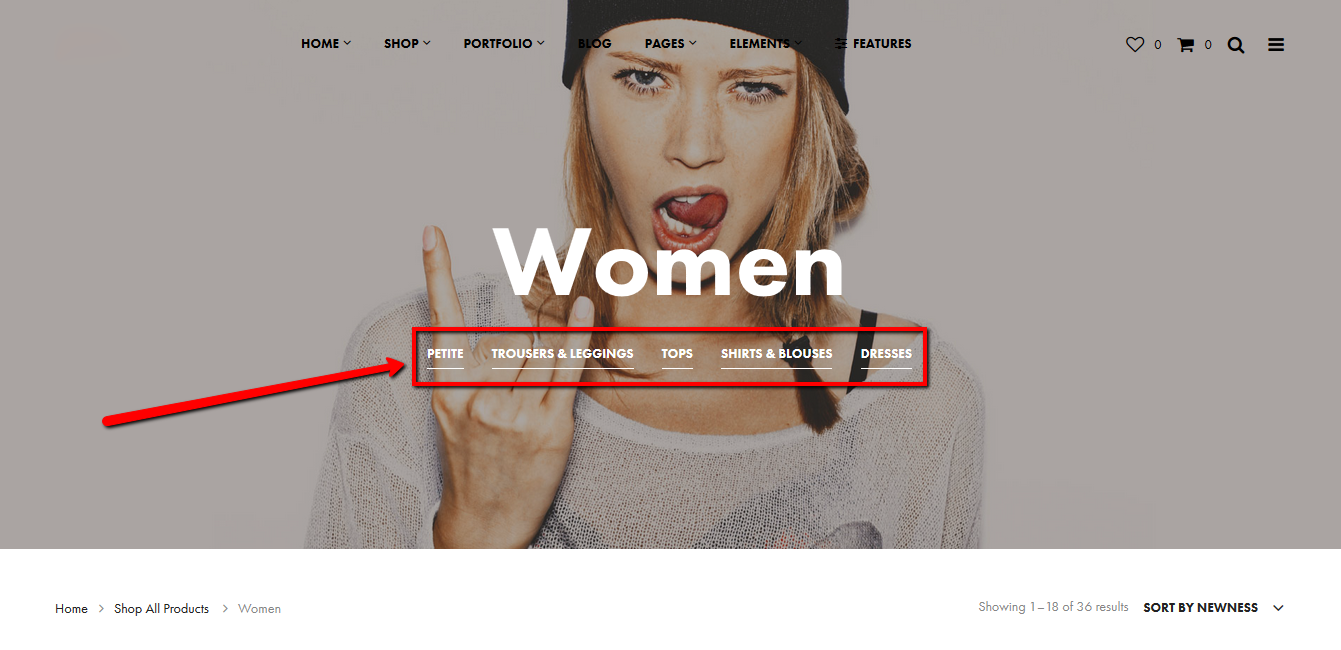 HOME SHOP PORTFOLIO BLOG PAGES ELEMENTS FEATURES 0 0
Women
PETITE TROUSERS & LEGGINGS TOPS SHIRTS & BLOUSES DRESSES
Home > Shop All Products > Women Showing 1–18 of 36 results SORT BY NEWNESS